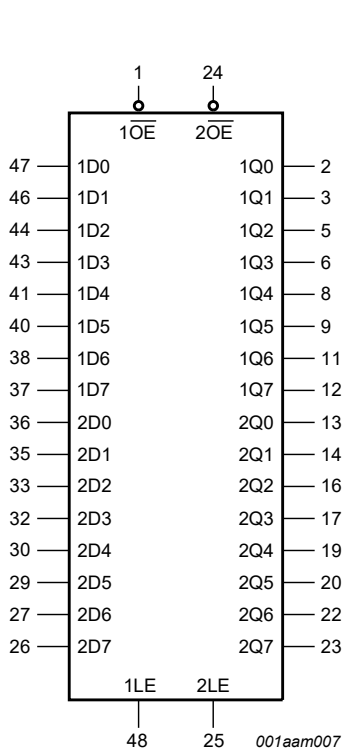 1 24
1OE 2OE
47 1D0 1Q0 2
46 1D1 1Q1 3
44 1D2 1Q2 5
43 1D3 1Q3 6
41 1D4 1Q4 8
40 1D5 1Q5 9
38 1D6 1Q6 11
37 1D7 1Q7 12
36 2D0 2Q0 13
35 2D1 2Q1 14
33 2D2 2Q2 16
32 2D3 2Q3 17
30 2D4 2Q4 19
29 2D5 2Q5 20
27 2D6 2Q6 22
26 2D7 2Q7 23
1LE 2LE
48 25 001aam007